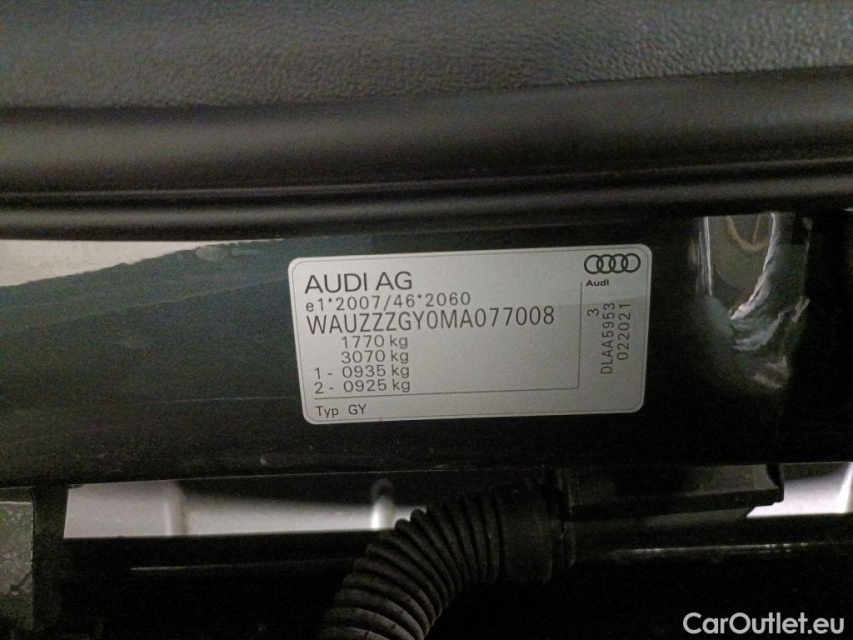 AUDI AG
e1*2007/46*2060
WAUZZZGY0MA077008
1770 kg
3070 kg
1 - 0935 kg
2 - 0925 kg
Typ GY
Audi
3
DLAA5953
022021
CarOutlet.eu